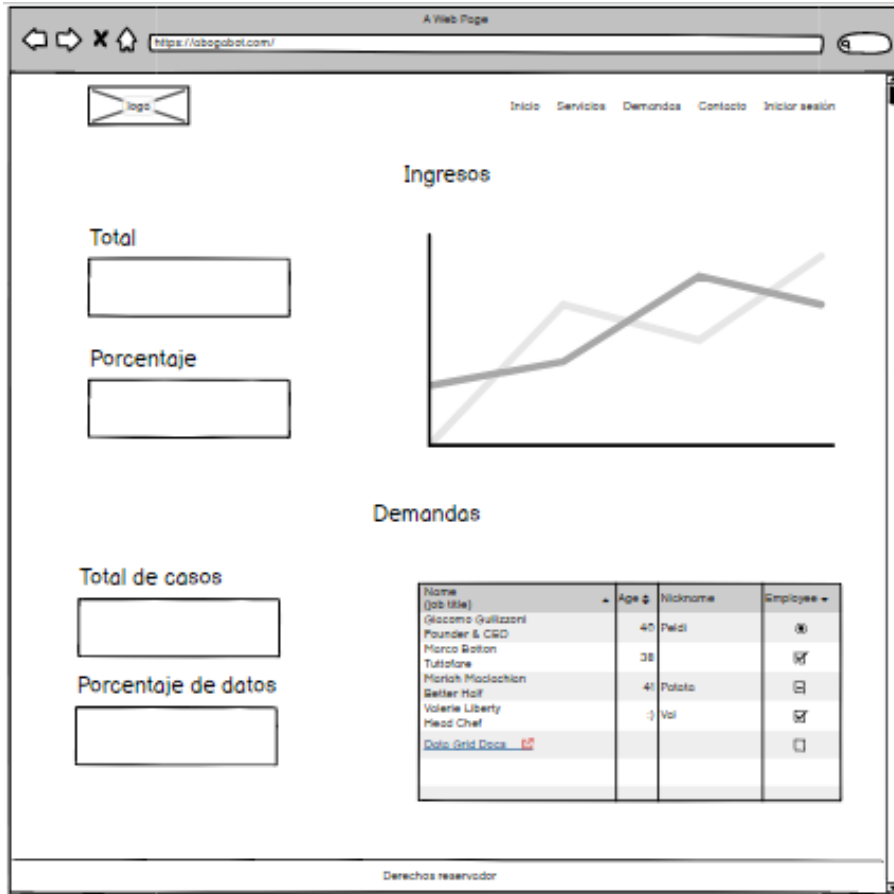 A Web Page
https://abogabot.com/
logo
Inicio Servicios Demandas Contacto Iniciar sesión
Ingresos
Total
Porcentaje
Demandas
Total de casos
Porcentaje de datos
Name
(job title)
Age
Nickname
Employee
Giacomo Guilizzoni
Founder & CEO
40
Peldi
Marco Botton
Tuttofare
38
Mariah Maclachlan
Better Half
41
Patata
Valerie Liberty
Head Chef
:)
Val
Data Grid Docs
Derechos reservador